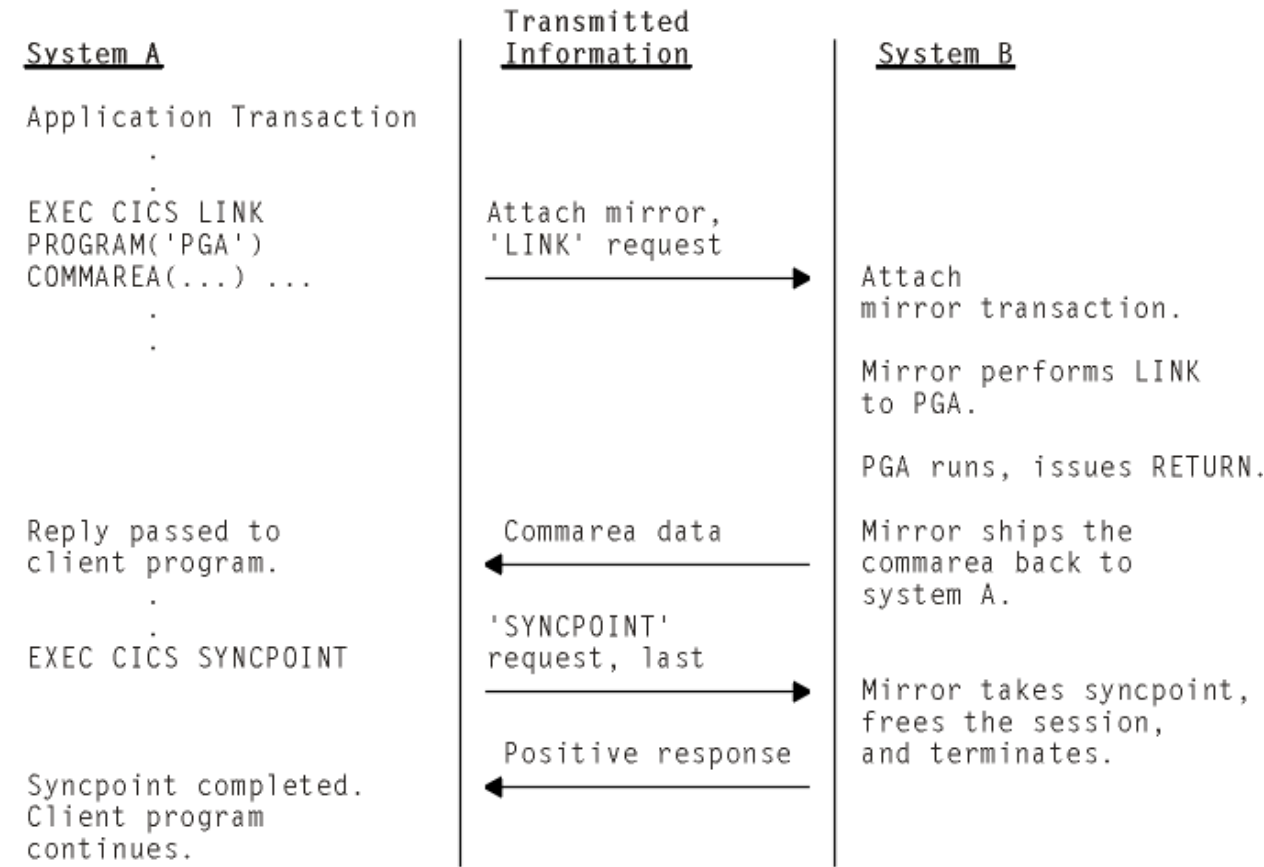 System A
Transmitted
Information
System B
Application Transaction
.
.
EXEC CICS LINK
PROGRAM('PGA')
COMMAREA(...) ...
.
.
Attach mirror,
'LINK' request
Attach
mirror transaction.
Mirror performs LINK
to PGA.
PGA runs, issues RETURN.
Reply passed to
client program.
.
.
Commarea data
Mirror ships the
commarea back to
system A.
EXEC CICS SYNCPOINT
'SYNCPOINT'
request, last
Mirror takes syncpoint,
frees the session,
and terminates.
Positive response
Syncpoint completed.
Client program
continues.